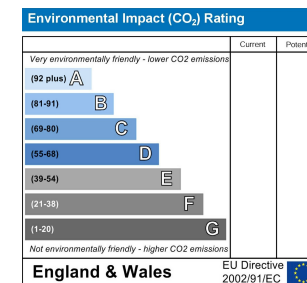 Environmental Impact (CO₂) Rating
Current Poten
Very environmentally friendly - lower CO2 emissions
(92 plus) A
(81-91) B
(69-80) C
(55-68) D
(39-54) E
(21-38) F
(1-20) G
Not environmentally friendly - higher CO2 emissions
England & Wales
EU Directive
2002/91/EC